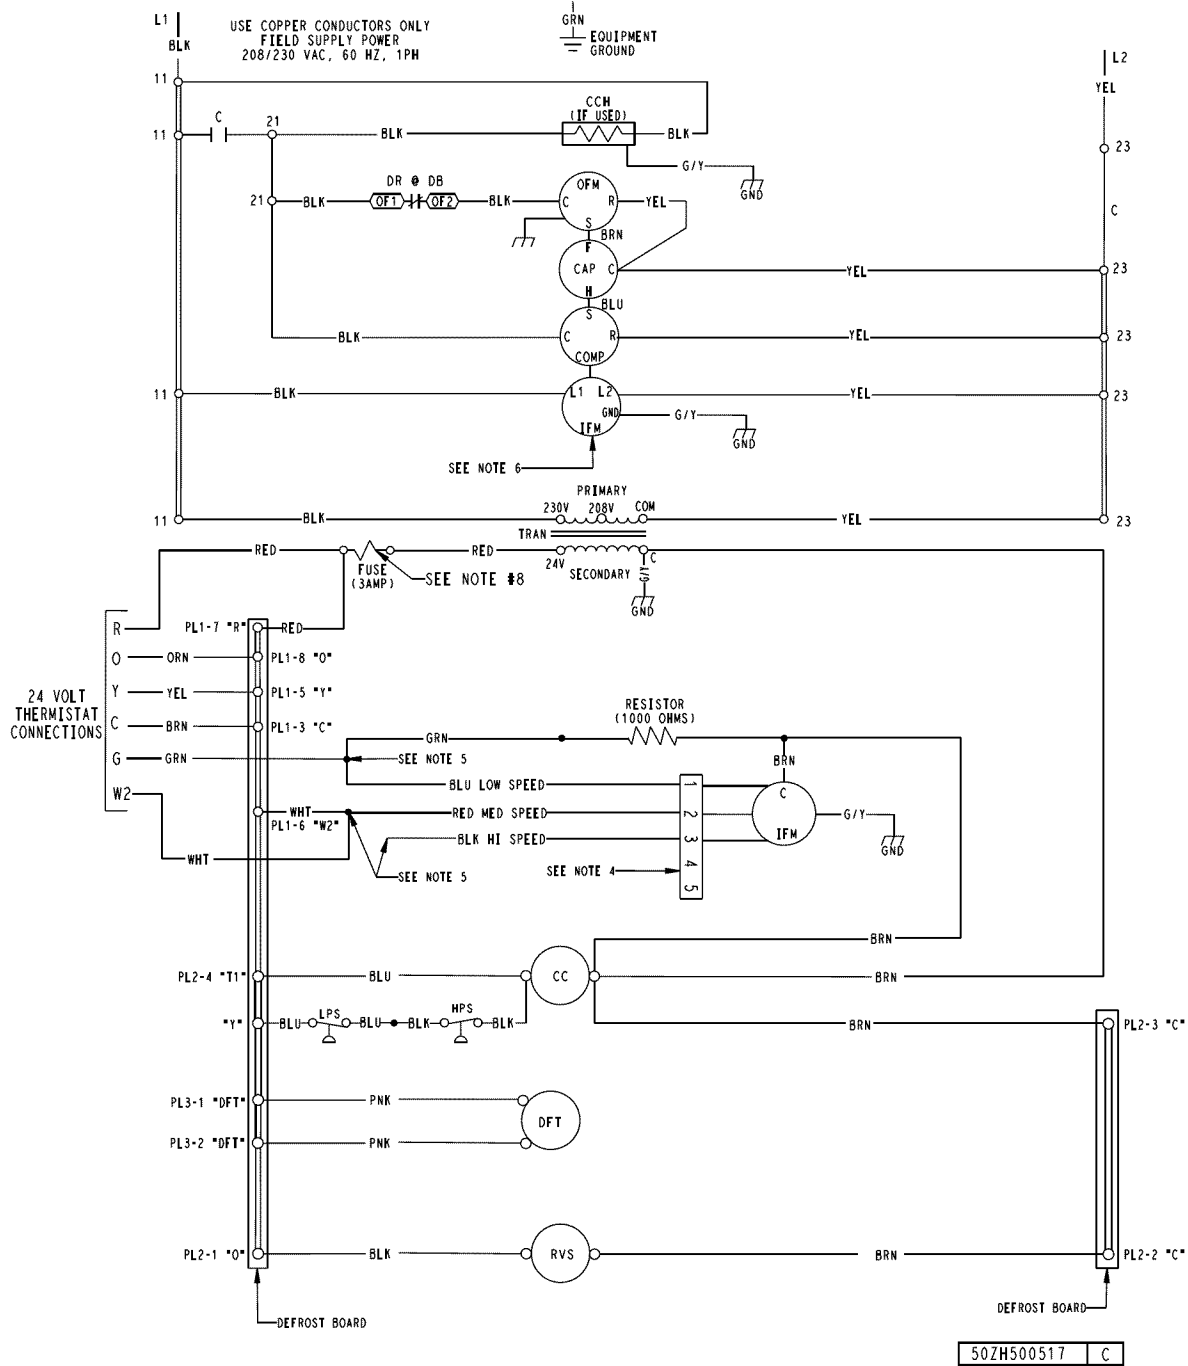 L1
BLK
USE COPPER CONDUCTORS ONLY
FIELD SUPPLY POWER
208/230 VAC, 60 HZ, 1PH
GRN
EQUIPMENT
GROUND
L2
YEL
11
CCH
(IF USED)
11
C
21
BLK
BLK
23
G/Y
GND
DR @ DB
21
BLK
OF1
OF2
BLK
OFM
C
R
S
YEL
C
BRN
F
CAP C
H
YEL
23
BLU
S
BLK
C
R
COMP
YEL
23
11
BLK
L1 L2
GND
IFM
YEL
23
G/Y
GND
SEE NOTE 6
PRIMARY
230V 208V COM
11
BLK
YEL
23
TRAN
RED
FUSE
(3AMP)
RED
24V
SECONDARY
C
G/Y
GND
SEE NOTE #8
24 VOLT
THERMISTAT
CONNECTIONS
R
PL1-7 "R"
RED
O
ORN
PL1-8 "O"
Y
YEL
PL1-5 "Y"
C
BRN
PL1-3 "C"
RESISTOR
(1000 OHMS)
GRN
G
GRN
SEE NOTE 5
BRN
W2
BLU LOW SPEED
1
C
WHT
PL1-6 "W2"
RED MED SPEED
2
IFM
G/Y
GND
BLK HI SPEED
3
WHT
SEE NOTE 5
SEE NOTE 4
4
5
BRN
PL2-4 "T1"
BLU
CC
BRN
"Y"
BLU
LPS
BLU
BLK
HPS
BLK
BRN
PL2-3 "C"
PL3-1 "DFT"
PNK
DFT
PL3-2 "DFT"
PNK
PL2-1 "O"
BLK
RVS
BRN
PL2-2 "C"
DEFROST BOARD
DEFROST BOARD
50ZH500517 C